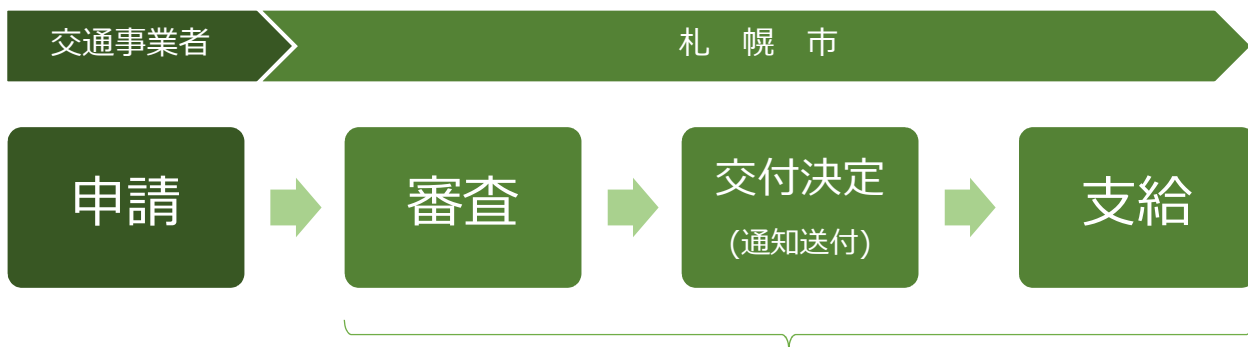 交通事業者
札　幌　市
申請
審査
交付決定
(通知送付)
支給